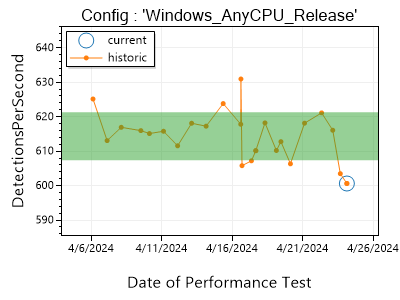 Config : 'Windows_AnyCPU_Release'
current
historic
640
630
620
610
600
590
DetectionsPerSecond
4/6/2024
4/11/2024
4/16/2024
4/21/2024
4/26/2024
Date of Performance Test